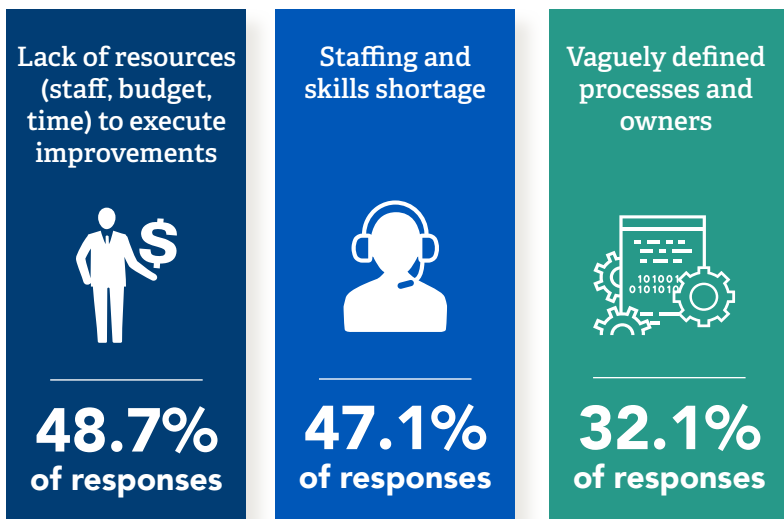 Lack of resources
(staff, budget,
time) to execute
improvements
$
48.7%
of responses
Staffing and
skills shortage
47.1%
of responses
Vaguely defined
processes and
owners
101001
0101010
32.1%
of responses